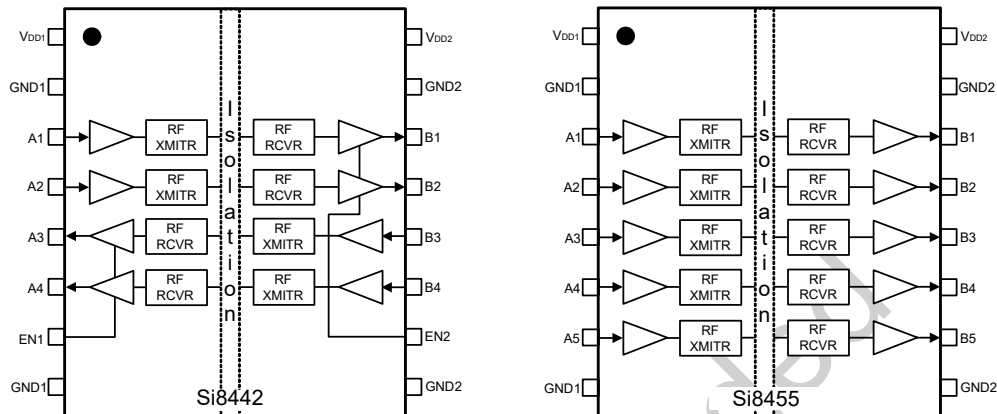 VDD1
VDD2
GND1
GND2
A1
RF XMITR
RF RCVR
B1
A2
RF XMITR
RF RCVR
B2
A3
RF RCVR
RF XMITR
B3
A4
RF RCVR
RF XMITR
B4
EN1
EN2
GND1
GND2
Isolation
Si8442
VDD1
VDD2
GND1
GND2
A1
RF XMITR
RF RCVR
B1
A2
RF XMITR
RF RCVR
B2
A3
RF XMITR
RF RCVR
B3
A4
RF XMITR
RF RCVR
B4
A5
RF XMITR
RF RCVR
B5
GND1
GND2
Isolation
Si8455